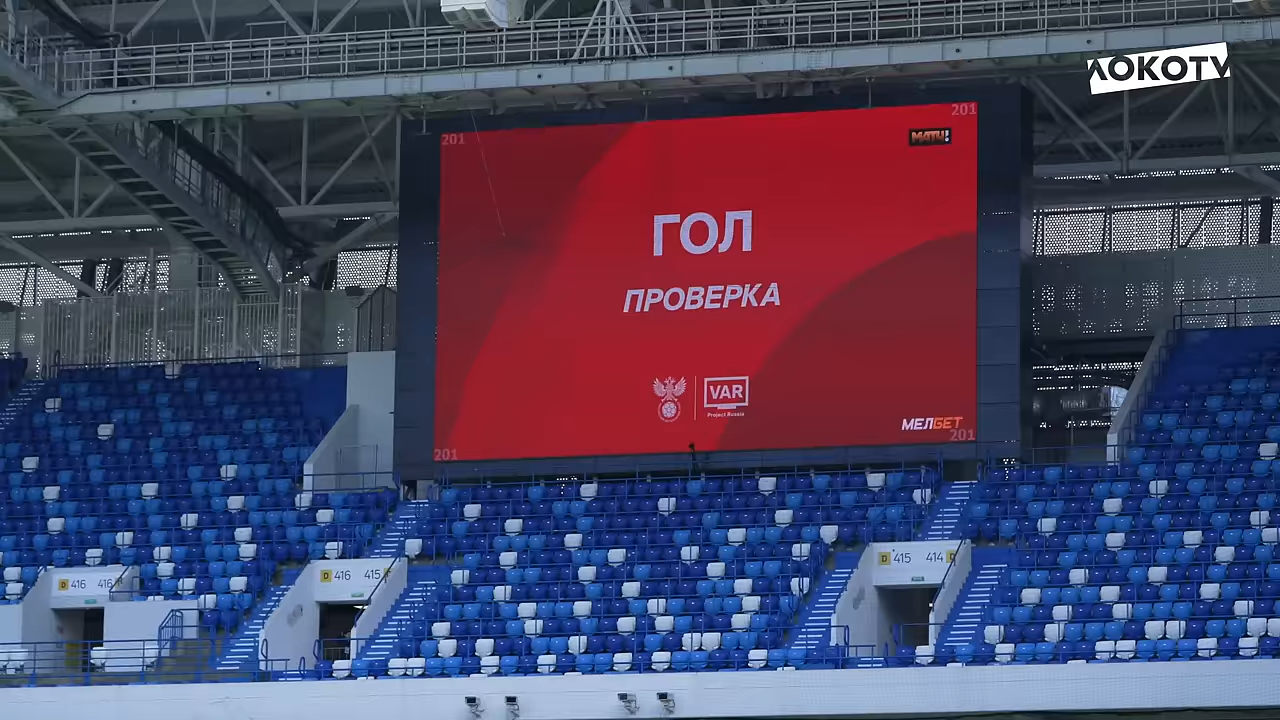 ЛОКОTV
201
201
МАТЧ!
ГОЛ
ПРОВЕРКА
VAR
Project Russia
МЕЛБЕТ
201
201
D 416 416
D 416 415
D 415 414 D